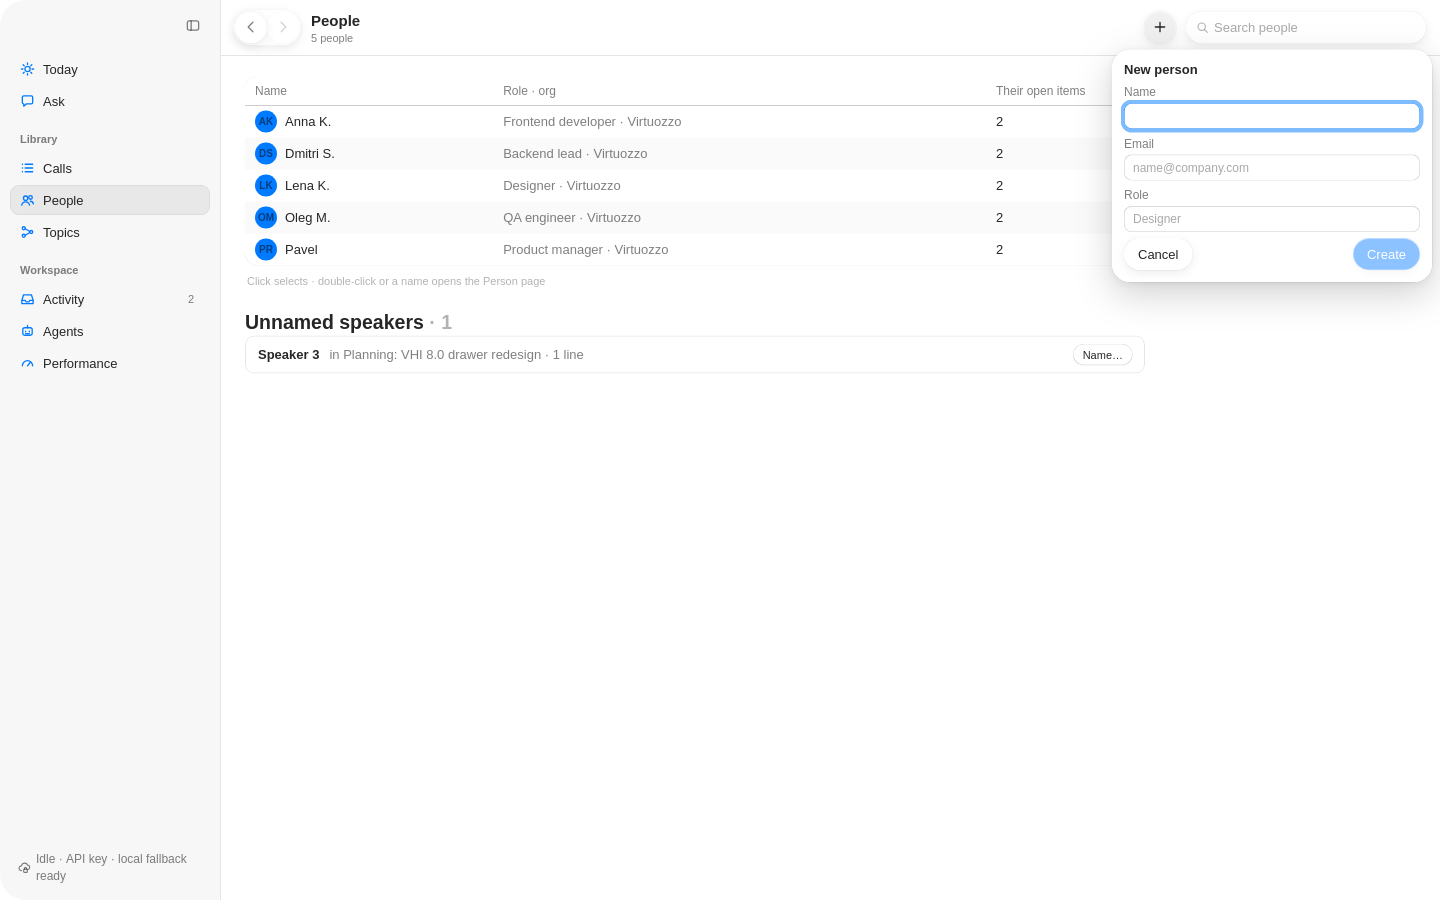 People
5 people
Search people
Today
Ask
Library
Calls
People
Topics
Workspace
Activity 2
Agents
Performance
Idle · API key · local fallback
ready
Name Role · org Their open items
AK Anna K. Frontend developer · Virtuozzo 2
DS Dmitri S. Backend lead · Virtuozzo 2
LK Lena K. Designer · Virtuozzo 2
OM Oleg M. QA engineer · Virtuozzo 2
PR Pavel Product manager · Virtuozzo 2
Click selects · double-click or a name opens the Person page
Unnamed speakers · 1
Speaker 3 in Planning: VHI 8.0 drawer redesign · 1 line Name…
New person
Name
Email
name@company.com
Role
Designer
Cancel Create